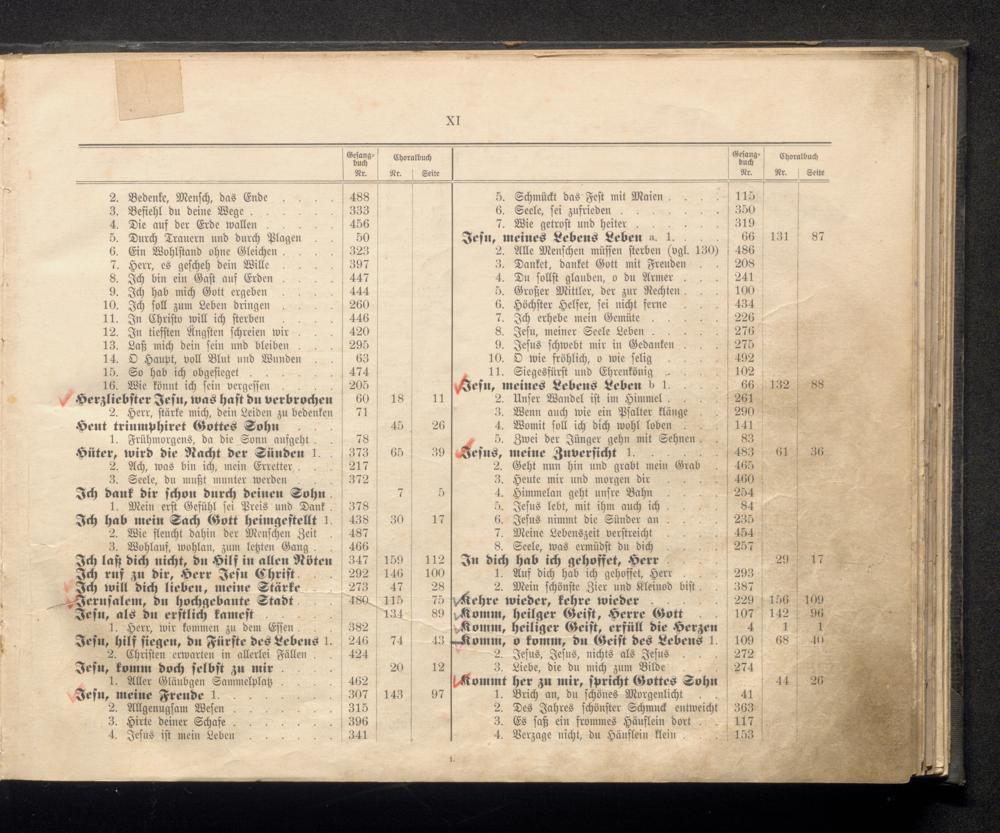 XI
Gesang-
buch
Nr.
Choralbuch
Nr. Seite
2. Bedenke, Mensch, das Ende . . . . 488
3. Befiehl du deine Wege . . . . . . 333
4. Die auf der Erde wallen . . . . . . 456
5. Durch Trauern und durch Plagen 50
6. Ein Wohlstand ohne Gleichen . . . . 323
7. Herr, es gescheh dein Wille . . . . 397
8. Ich bin ein Gast auf Erden . . . . 447
9. Ich hab mich Gott ergeben . . . . 444
10. Ich soll zum Leben dringen . . . . 260
11. In Christo will ich sterben . . . . 446
12. In tiefsten Ängsten schreien wir . . . 420
13. Laß mich dein sein und bleiben . . . 295
14. O Haupt, voll Blut und Wunden . . 63
15. So hab ich obgesieget . . . . . . 474
16. Wie könnt ich sein vergessen . . . . 205
Herzliebster Jesu, was hast du verbrochen 60 18 11
2. Herr, stärke mich, dein Leiden zu bedenken 71
Heut triumphiret Gottes Sohn . . 45 26
1. Frühmorgens, da die Sonn aufgeht . . 78
Hüter, wird die Nacht der Sünden 1. 373 65 39
2. Ach, was bin ich, mein Erretter . . . 217
3. Seele, du mußt munter werden . . . 372
Ich dank dir schon durch deinen Sohn . 7 5
1. Mein erst Gefühl sei Preis und Dank . 378
Ich hab mein Sach Gott heimgestellt 1. 438 30 17
2. Wie fleucht dahin der Menschen Zeit . 487
3. Wohlauf, wohlan, zum letzten Gang . 466
Ich laß dich nicht, du Hilf in allen Nöten 347 159 112
Ich ruf zu dir, Herr Jesu Christ . . 292 146 100
Ich will dich lieben, meine Stärke . 273 47 28
Jerusalem, du hochgebaute Stadt . 480 115 75
Jesu, als du erstlich kamest . . . 134 89
1. Herr, wir kommen zu dem Essen . . . 382
Jesu, hilf siegen, du Fürste des Lebens 1. 246 74 43
2. Christen erwarten in allerlei Fällen . . 424
Jesu, komm doch selbst zu mir . . 20 12
1. Aller Gläubgen Sammelplatz . . . . 462
Jesu, meine Freude 1. . . . . . . 307 143 97
2. Allgenugsam Wesen . . . . . . . 315
3. Hirte deiner Schafe . . . . . . . 396
4. Jesus ist mein Leben . . . . . . 341
Gesang-
buch
Nr.
Choralbuch
Nr. Seite
5. Schmückt das Fest mit Maien . . . . 115
6. Seele, sei zufrieden . . . . . . . 350
7. Wie getrost und heiter . . . . . . 319
Jesu, meines Lebens Leben a. 1. . . 66 131 87
2. Alle Menschen müssen sterben (vgl. 130) 486
3. Danket, danket Gott mit Freuden . . 208
4. Du sollst glauben, o du Armer . . . 241
5. Großer Mittler, der zur Rechten . . . 100
6. Höchster Helfer, sei nicht ferne . . . 434
7. Ich erhebe mein Gemüte . . . . . 226
8. Jesu, meiner Seele Leben . . . . . 276
9. Jesus schwebt mir in Gedanken . . . 275
10. O wie fröhlich, o wie selig . . . . 492
11. Siegesfürst und Ehrenkönig . . . . 102
Jesu, meines Lebens Leben b 1. . . 66 132 88
2. Unser Wandel ist im Himmel . . . . 261
3. Wenn auch wie ein Psalter klänge . . 290
4. Womit soll ich dich wohl loben . . . 141
5. Zwei der Jünger gehn mit Sehnen . . 83
Jesus, meine Zuversicht 1. . . . . 483 61 36
2. Geht nun hin und grabt mein Grab . . 465
3. Heute mir und morgen dir . . . . . 460
4. Himmelan geht unsre Bahn . . . . . 254
5. Jesus lebt, mit ihm auch ich . . . . 84
6. Jesus nimmt die Sünder an . . . . 235
7. Meine Lebenszeit verstreicht . . . . 454
8. Seele, was ermüdst du dich . . . . 257
In dich hab ich gehoffet, Herr . . . 29 17
1. Auf dich hab ich gehoffet, Herr . . . 293
2. Mein schönste Zier und Kleinod bist . . 387
Kehre wieder, kehre wieder . . . . 229 156 109
Komm, heilger Geist, Herre Gott . 107 142 96
Komm, heiliger Geist, erfüll die Herzen 4 1 1
Komm, o komm, du Geist des Lebens 1. 109 68 40
2. Jesus, Jesus, nichts als Jesus . . . . 272
3. Liebe, die du mich zum Bilde . . . . 274
Kommt her zu mir, spricht Gottes Sohn 44 26
1. Brich an, du schönes Morgenlicht . . 41
2. Des Jahres schönster Schmuck entweicht 363
3. Es saß ein frommes Häuflein dort . . 117
4. Verzage nicht, du Häuflein klein . . . 153
1.